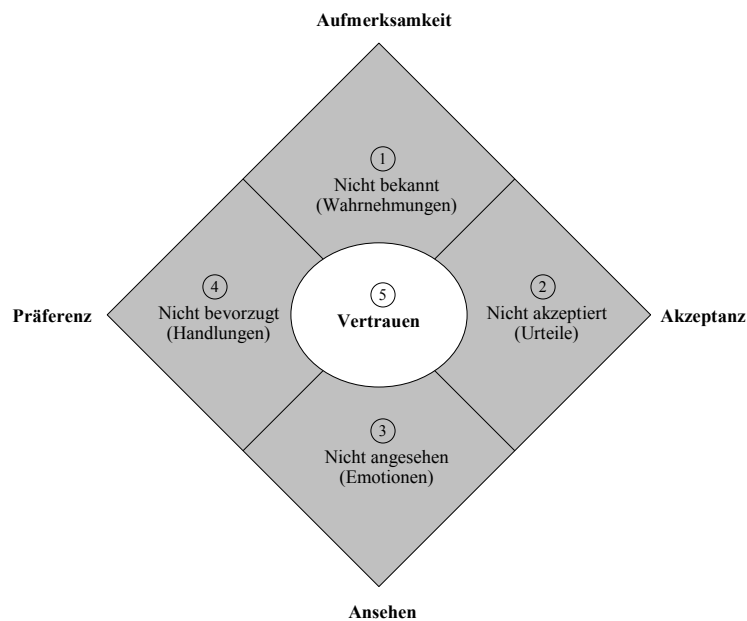 Aufmerksamkeit
1
Nicht bekannt
(Wahrnehmungen)
4
Nicht bevorzugt
(Handlungen)
5
Vertrauen
2
Nicht akzeptiert
(Urteile)
Präferenz
Akzeptanz
3
Nicht angesehen
(Emotionen)
Ansehen